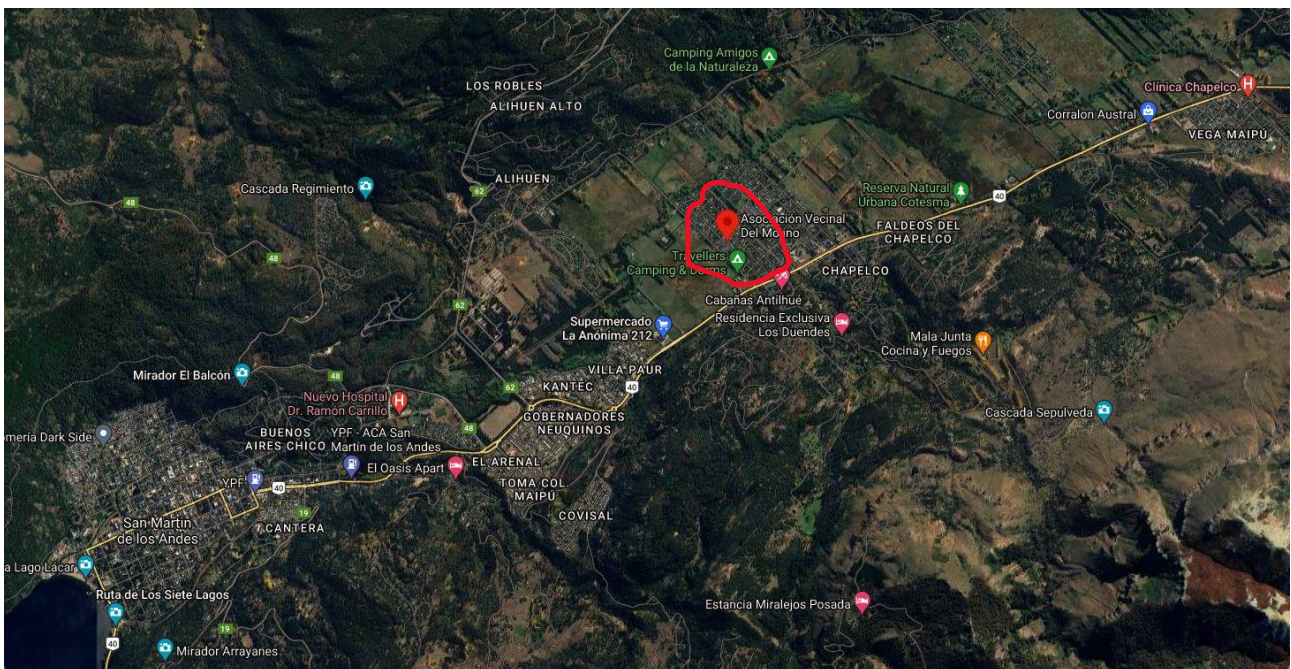 Camping Amigos
de la Naturaleza
LOS ROBLES
ALIHUEN ALTO
Clínica Chapelco
Corralon Austral
VEGA MAIPÚ
ALIHUEN
62
Cascada Regimiento
48
Reserva Natural
Urbana Cotesma
40
Asociación Vecinal
Del Molino
FALDEOS DEL
CHAPELCO
48
Travellers
Camping & Dorms
CHAPELCO
Cabañas Antilhué
62
Supermercado
La Anónima 212
Residencia Exclusiva
Los Duendes
Mala Junta
Cocina y Fuegos
Mirador El Balcón
48
VILLA PAUR
KANTEC
62
40
Nuevo Hospital
Dr. Ramón Carrillo
GOBERNADORES
NEUQUINOS
Cascada Sepulveda
48
omería Dark Side
BUENOS
AIRES CHICO
YPF - ACA San
Martín de los Andes
El Oasis Apart
EL ARENAL
YPF
40
TOMA COL.
MAIPÚ
19
COVISAL
San Martín
de los Andes
CANTERA
a Lago Lácar
Ruta de Los Siete Lagos
Estancia Miralejos Posada
19
40
Mirador Arrayanes